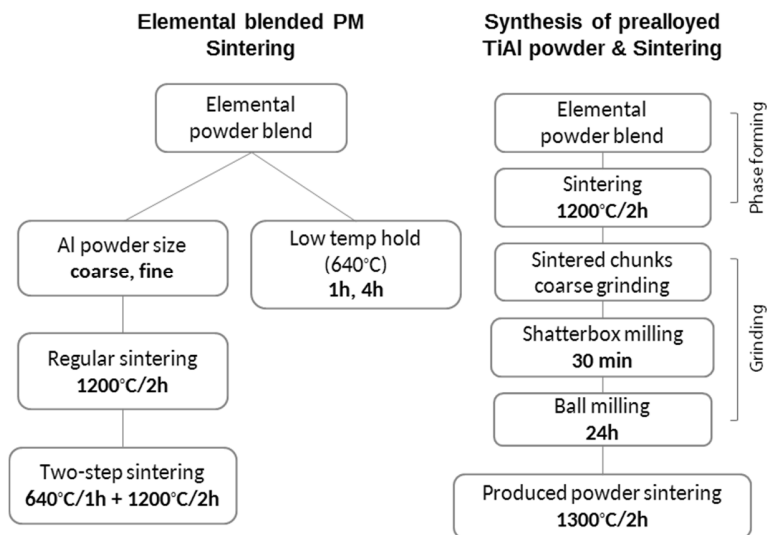 Elemental blended PM
Sintering
Elemental
powder blend
Al powder size
coarse, fine
Low temp hold
(640°C)
1h, 4h
Regular sintering
1200°C/2h
Two-step sintering
640°C/1h + 1200°C/2h
Synthesis of prealloyed
TiAl powder & Sintering
Elemental
powder blend
Sintering
1200°C/2h
Phase forming
Sintered chunks
coarse grinding
Shatterbox milling
30 min
Ball milling
24h
Grinding
Produced powder sintering
1300°C/2h